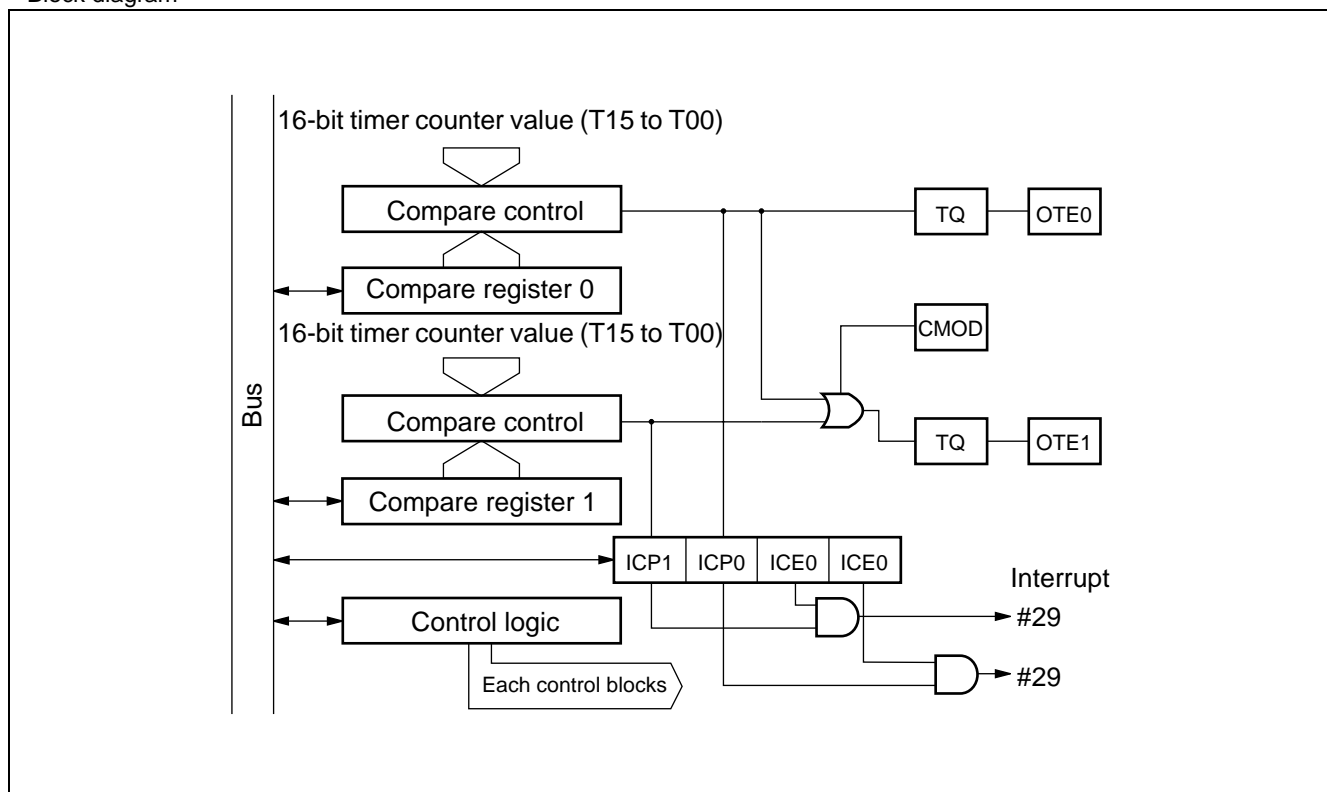 Block diagram
16-bit timer counter value (T15 to T00)
Compare control
TQ
OTE0
Compare register 0
16-bit timer counter value (T15 to T00)
CMOD
Bus
Compare control
TQ
OTE1
Compare register 1
ICP1 ICP0 ICE0 ICE0
Interrupt
#29
Control logic
Each control blocks
#29